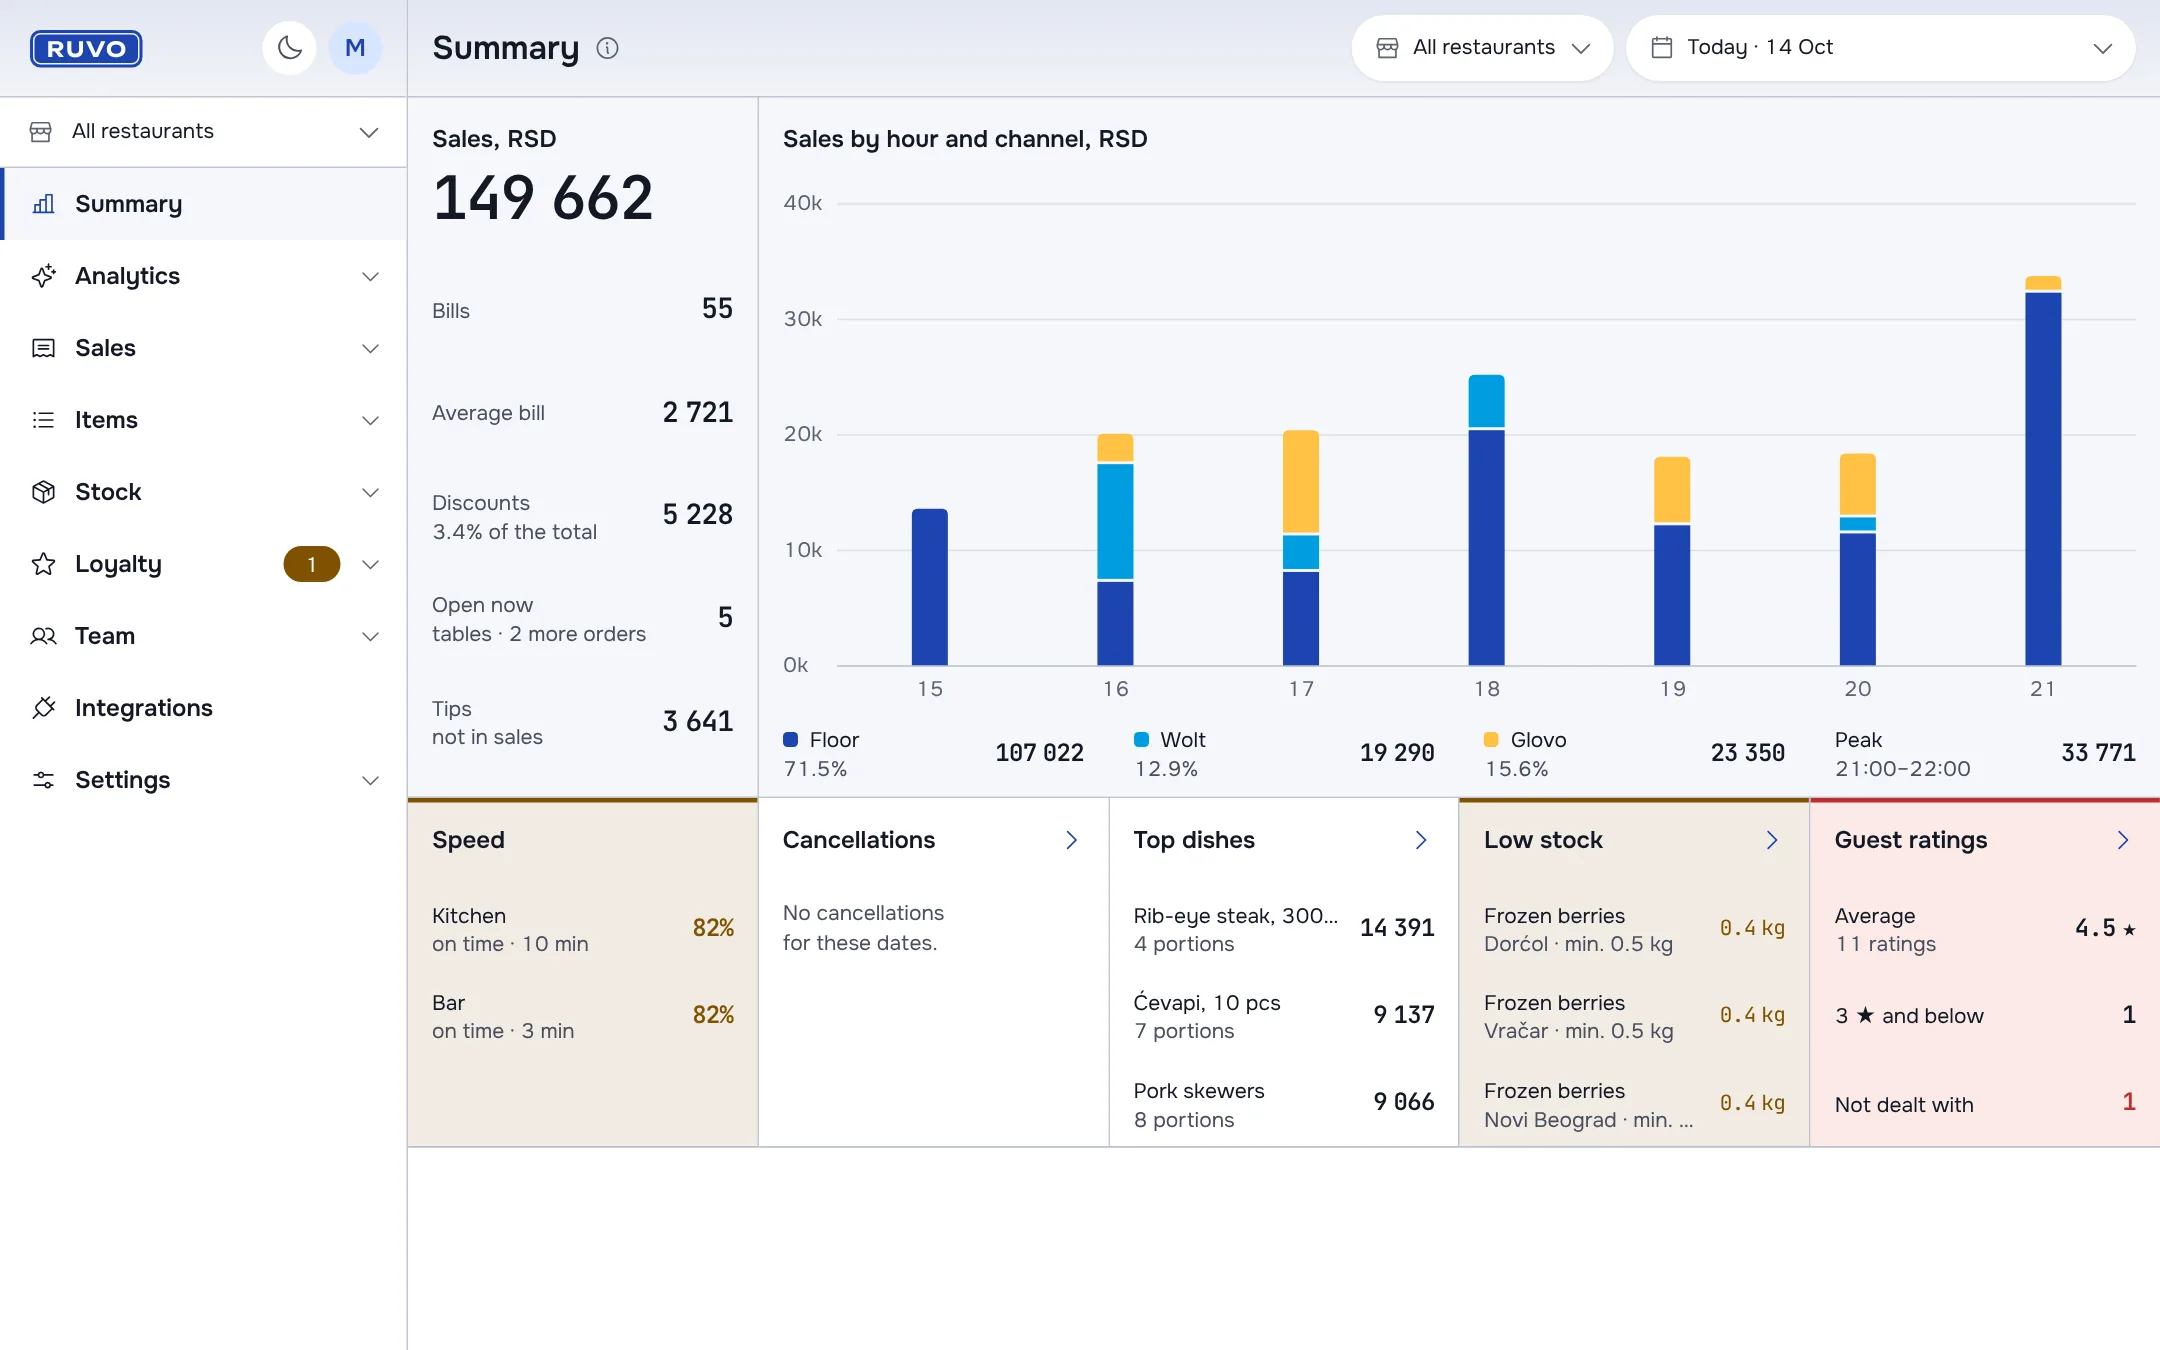 RUVO
M
All restaurants
Summary
Analytics
Sales
Items
Stock
Loyalty
1
Team
Integrations
Settings
Summary
All restaurants
Today · 14 Oct
Sales, RSD
149 662
Bills
55
Average bill
2 721
Discounts
3.4% of the total
5 228
Open now
tables · 2 more orders
5
Tips
not in sales
3 641
Sales by hour and channel, RSD
40k
30k
20k
10k
0k
15
16
17
18
19
20
21
Floor
71.5%
107 022
Wolt
12.9%
19 290
Glovo
15.6%
23 350
Peak
21:00–22:00
33 771
Speed
Kitchen
on time · 10 min
82%
Bar
on time · 3 min
82%
Cancellations
No cancellations
for these dates.
Top dishes
Rib-eye steak, 300...
4 portions
14 391
Ćevapi, 10 pcs
7 portions
9 137
Pork skewers
8 portions
9 066
Low stock
Frozen berries
Dorćol · min. 0.5 kg
0.4 kg
Frozen berries
Vračar · min. 0.5 kg
0.4 kg
Frozen berries
Novi Beograd · min. ...
0.4 kg
Guest ratings
Average
11 ratings
4.5 ★
3 ★ and below
1
Not dealt with
1